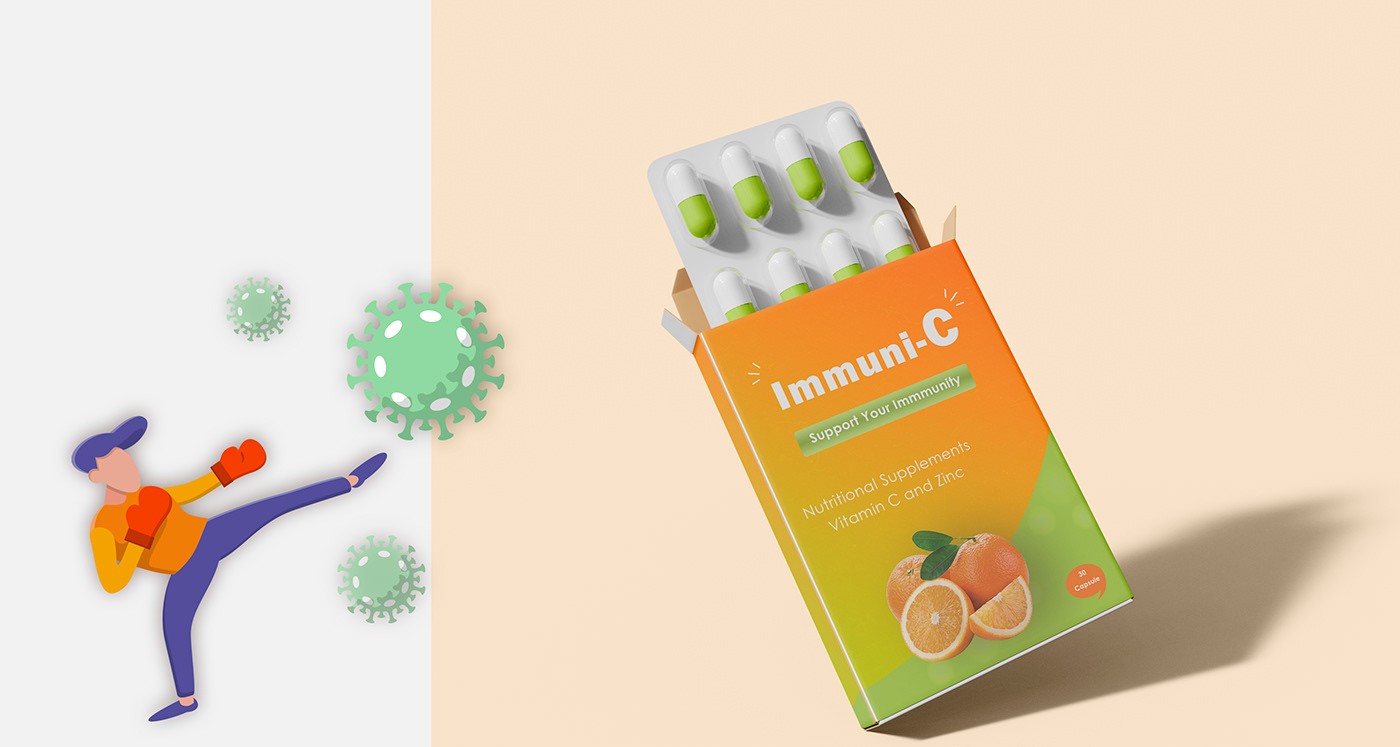 Immuni-C
Support Your Immmunity
Nutritional Supplements
Vitamin C and Zinc
30
Capsule